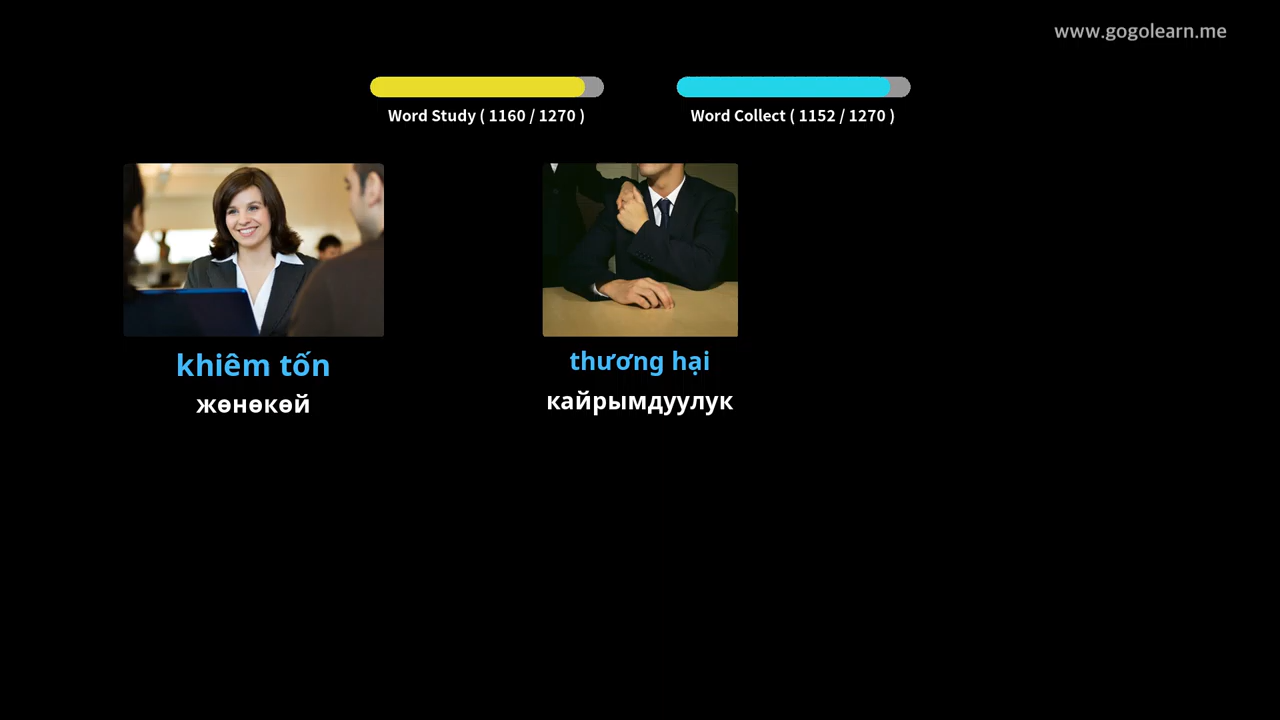 www.gogolearn.me
Word Study ( 1160 / 1270 )
Word Collect ( 1152 / 1270 )
khiêm tốn
жөнөкөй
thương hại
кайрымдуулук